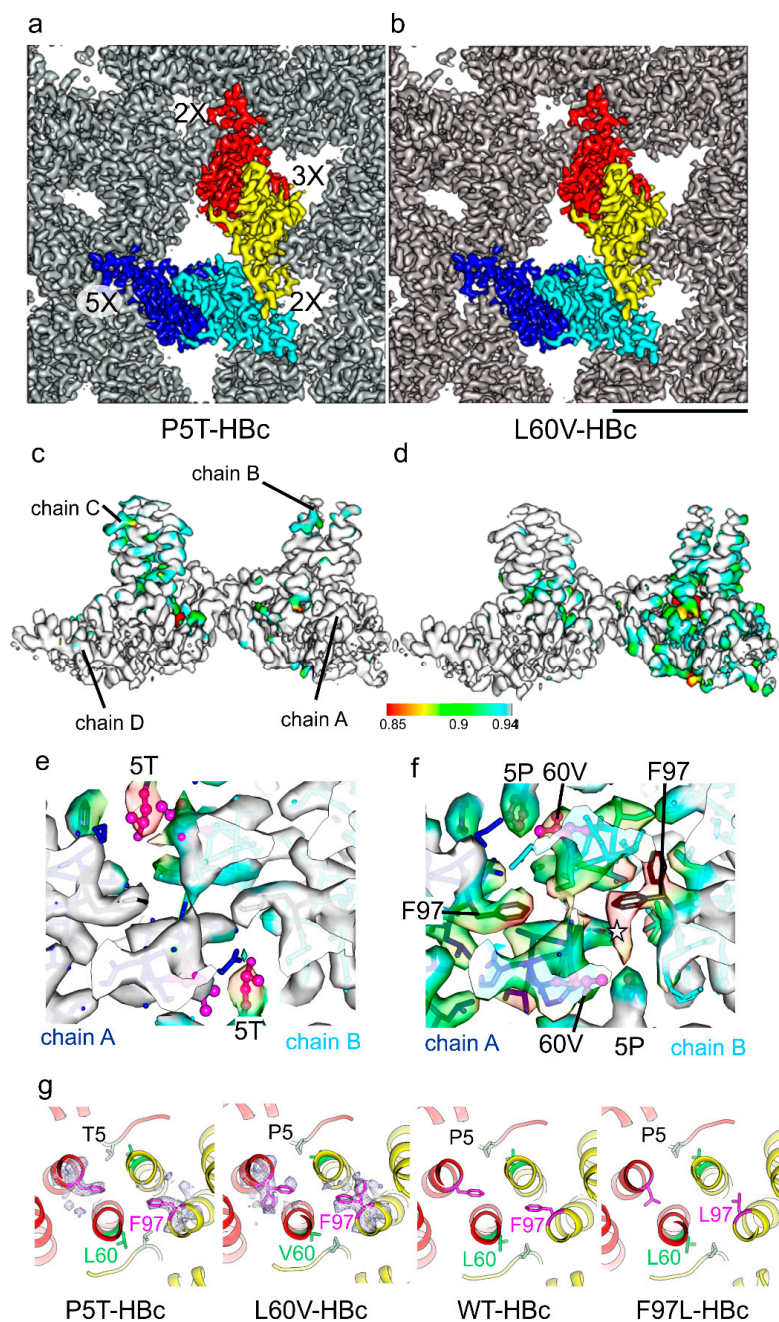 a
b
2X
3X
5X
2X
P5T-HBc
L60V-HBc
c
d
chain B
chain C
chain D
chain A
0.85
0.9
0.94
e
f
5T
5P
60V
F97
F97
5T
60V
5P
chain A
chain B
chain A
chain B
g
T5
P5
P5
P5
F97
F97
F97
L97
L60
V60
L60
L60
P5T-HBc
L60V-HBc
WT-HBc
F97L-HBc